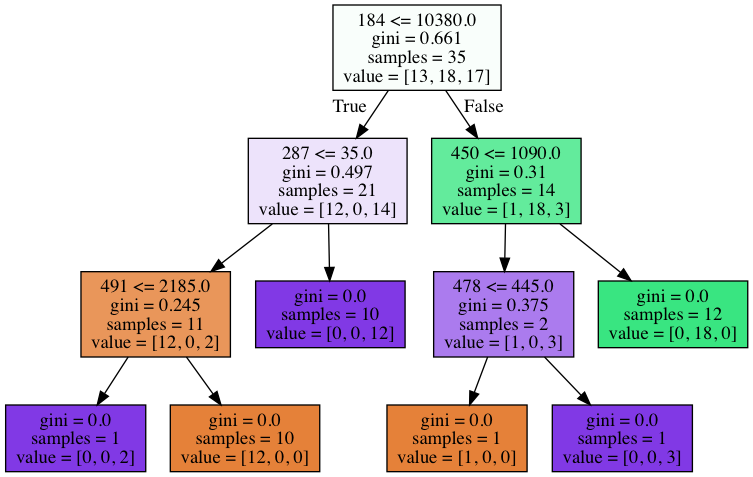 184 <= 10380.0
gini = 0.661
samples = 35
value = [13, 18, 17]
True
False
287 <= 35.0
gini = 0.497
samples = 21
value = [12, 0, 14]
450 <= 1090.0
gini = 0.31
samples = 14
value = [1, 18, 3]
491 <= 2185.0
gini = 0.245
samples = 11
value = [12, 0, 2]
gini = 0.0
samples = 10
value = [0, 0, 12]
478 <= 445.0
gini = 0.375
samples = 2
value = [1, 0, 3]
gini = 0.0
samples = 12
value = [0, 18, 0]
gini = 0.0
samples = 1
value = [0, 0, 2]
gini = 0.0
samples = 10
value = [12, 0, 0]
gini = 0.0
samples = 1
value = [1, 0, 0]
gini = 0.0
samples = 1
value = [0, 0, 3]